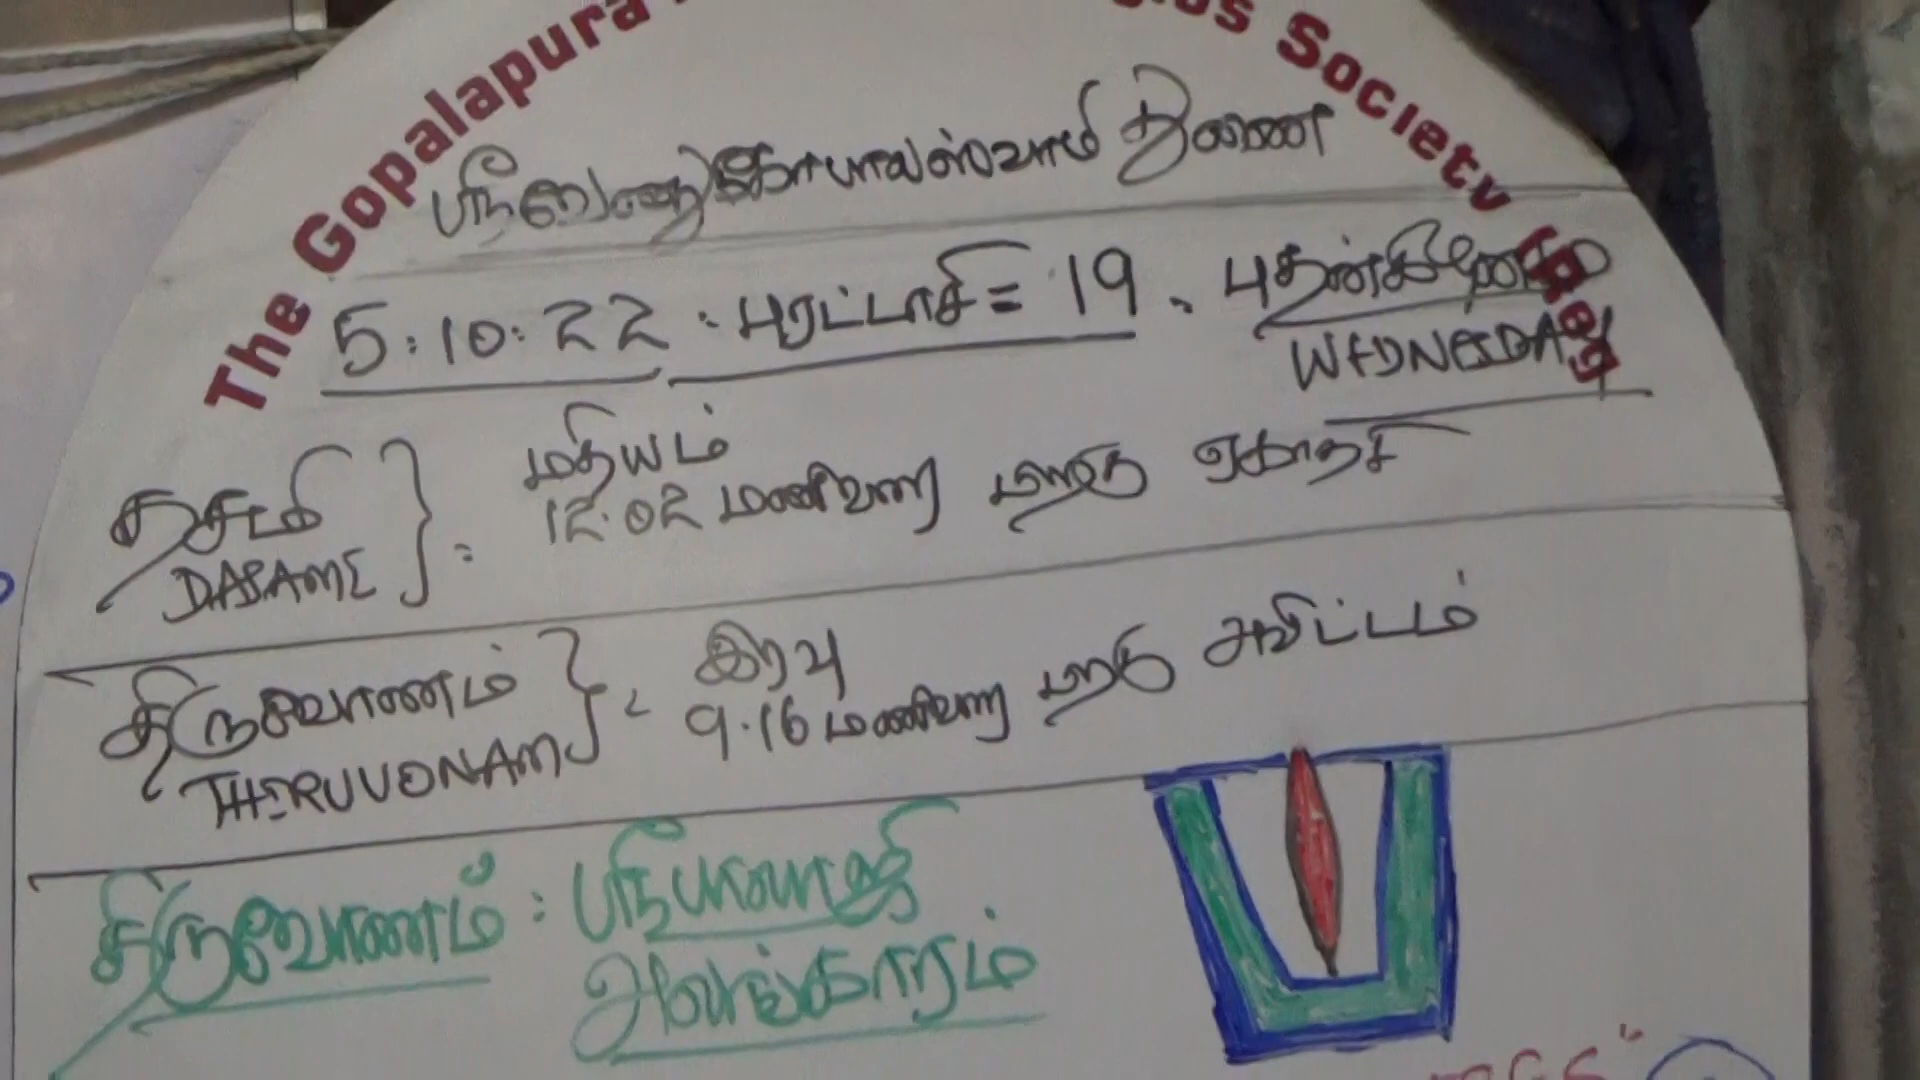 The Gopalapura Society (Reg
ஸ்ரீவேணுகோபாலஸ்வாமி துணை
5:10:22 : புரட்டாசி = 19 . புதன்கிழமை
WEDNESDAY
தசமி } : மதியம்
DASAMI 12.02 மணிவரை பிறகு ஏகாதசி
திருவோணம் } : இரவு
THIRUVONAM 9.16 மணிவரை பிறகு அவிட்டம்
திருவோணம் : ஸ்ரீபாலாஜி
அலங்காரம்